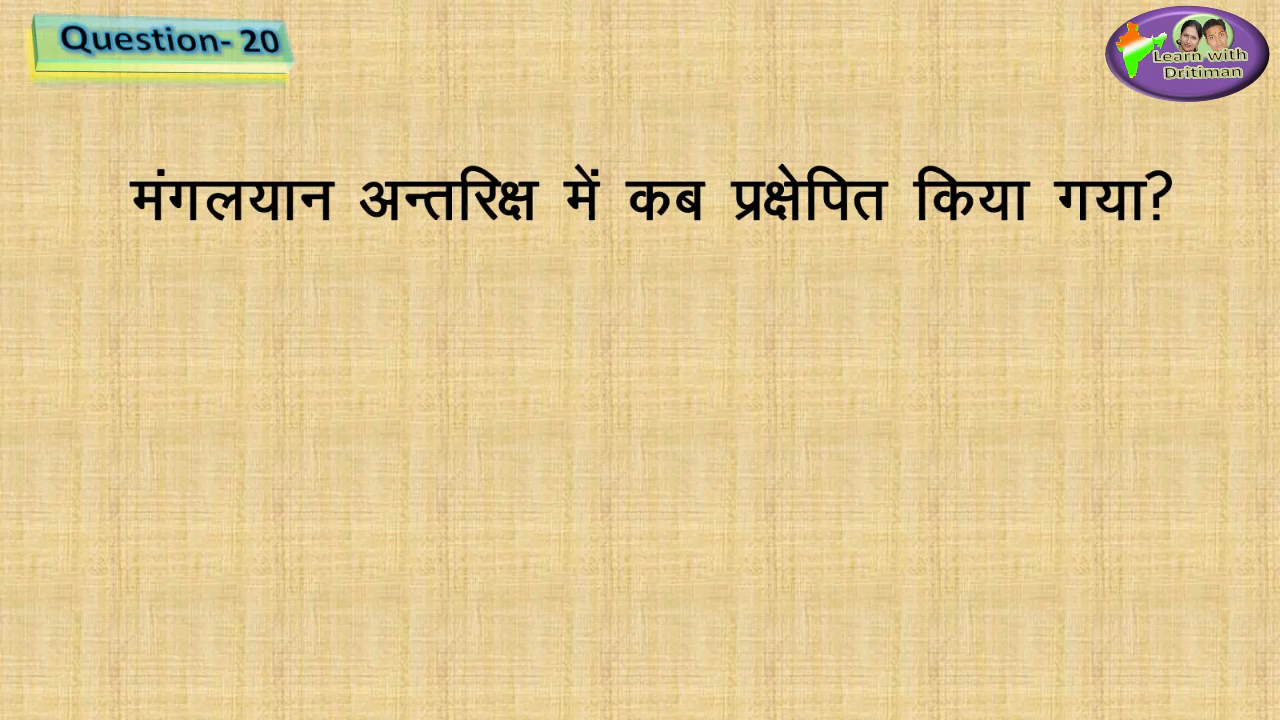 Question- 20
Learn with
Dritiman
मंगलयान अन्तरिक्ष में कब प्रक्षेपित किया गया?